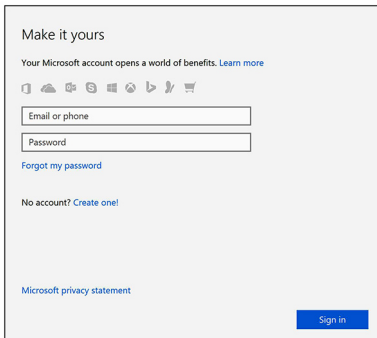 Make it yours
Your Microsoft account opens a world of benefits. Learn more
Email or phone
Password
Forgot my password
No account? Create one!
Microsoft privacy statement
Sign in